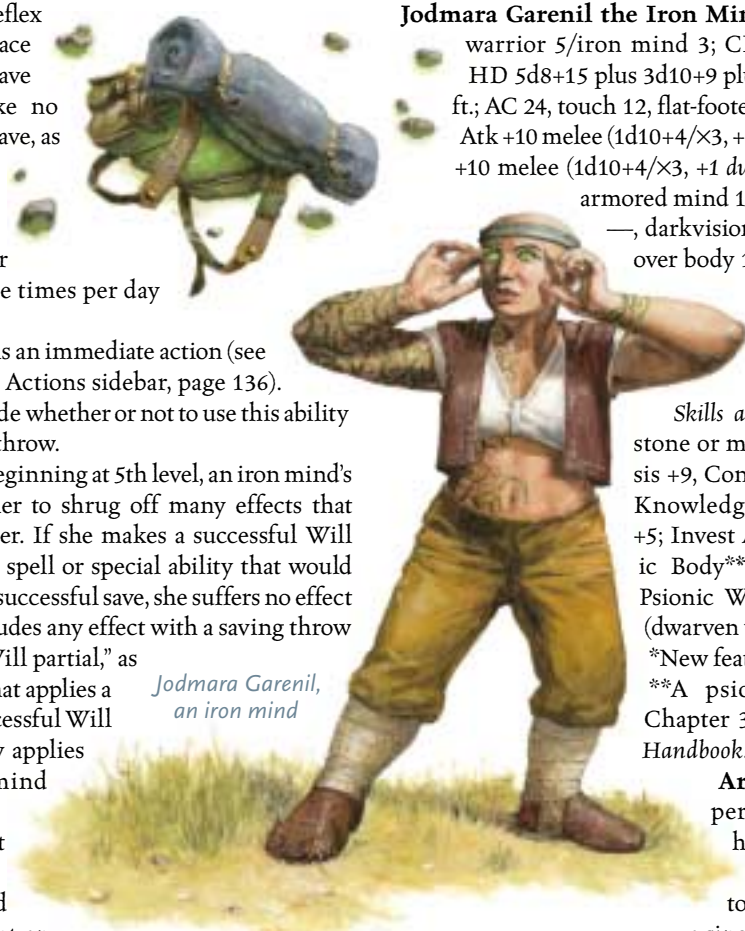 eflex
ace
ave
ke no
ave, as
r
e times per day
is an immediate action (see
Actions sidebar, page 136).
de whether or not to use this ability
throw.
eginning at 5th level, an iron mind's
er to shrug off many effects that
er. If she makes a successful Will
spell or special ability that would
successful save, she suffers no effect
udes any effect with a saving throw
Will partial,” as
hat applies a
cessful Will
y applies
mind
t
d
Jodmara Garenil,
an iron mind
Jodmara Garenil the Iron Min
warrior 5/iron mind 3; C
HD 5d8+15 plus 3d10+9 pl
ft.; AC 24, touch 12, flat-foote
Atk +10 melee (1d10+4/×3, +
+10 melee (1d10+4/×3, +1 du
armored mind 1
—, darkvision
over body
Skills a
stone or m
sis +9, Con
Knowledg
+5; Invest
ic Body**
Psionic W
(dwarven
*New feat
**A psio
Chapter 3
Handbook.
Ar
per
h
to